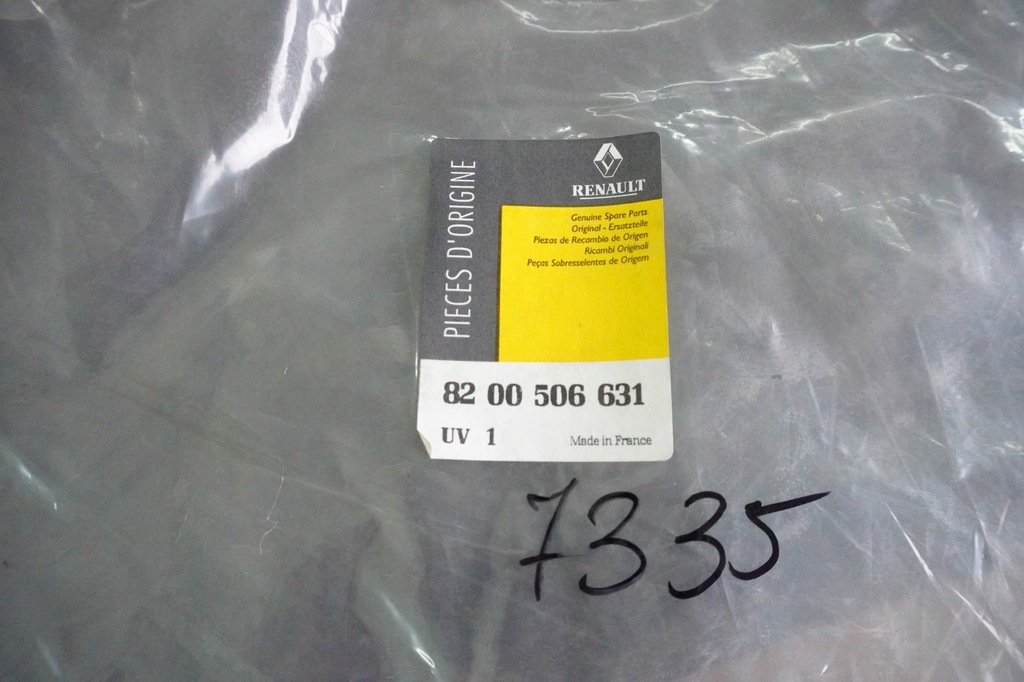 PIECES D'ORIGINE
RENAULT
Genuine Spare Parts
Original - Ersatzteile
Piezas de Recambio de Origen
Ricambi Originali
Peças Sobresselentes de Origem
82 00 506 631
UV 1
Made in France
7335